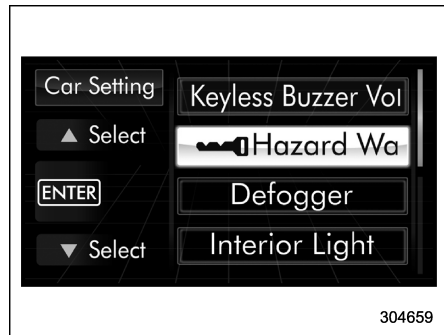 Car Setting
▲ Select
ENTER
▼ Select
Keyless Buzzer Vol
Hazard Wa
Defogger
Interior Light
304659